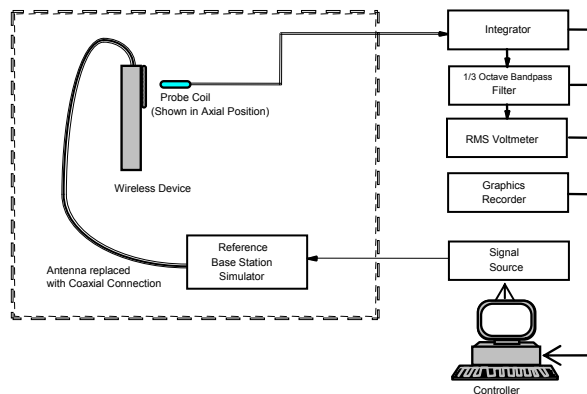 Integrator
1/3 Octave Bandpass
Filter
RMS Voltmeter
Graphics
Recorder
Signal
Source
Controller
Probe Coil
(Shown in Axial Position)
Wireless Device
Reference
Base Station
Simulator
Antenna replaced
with Coaxial Connection